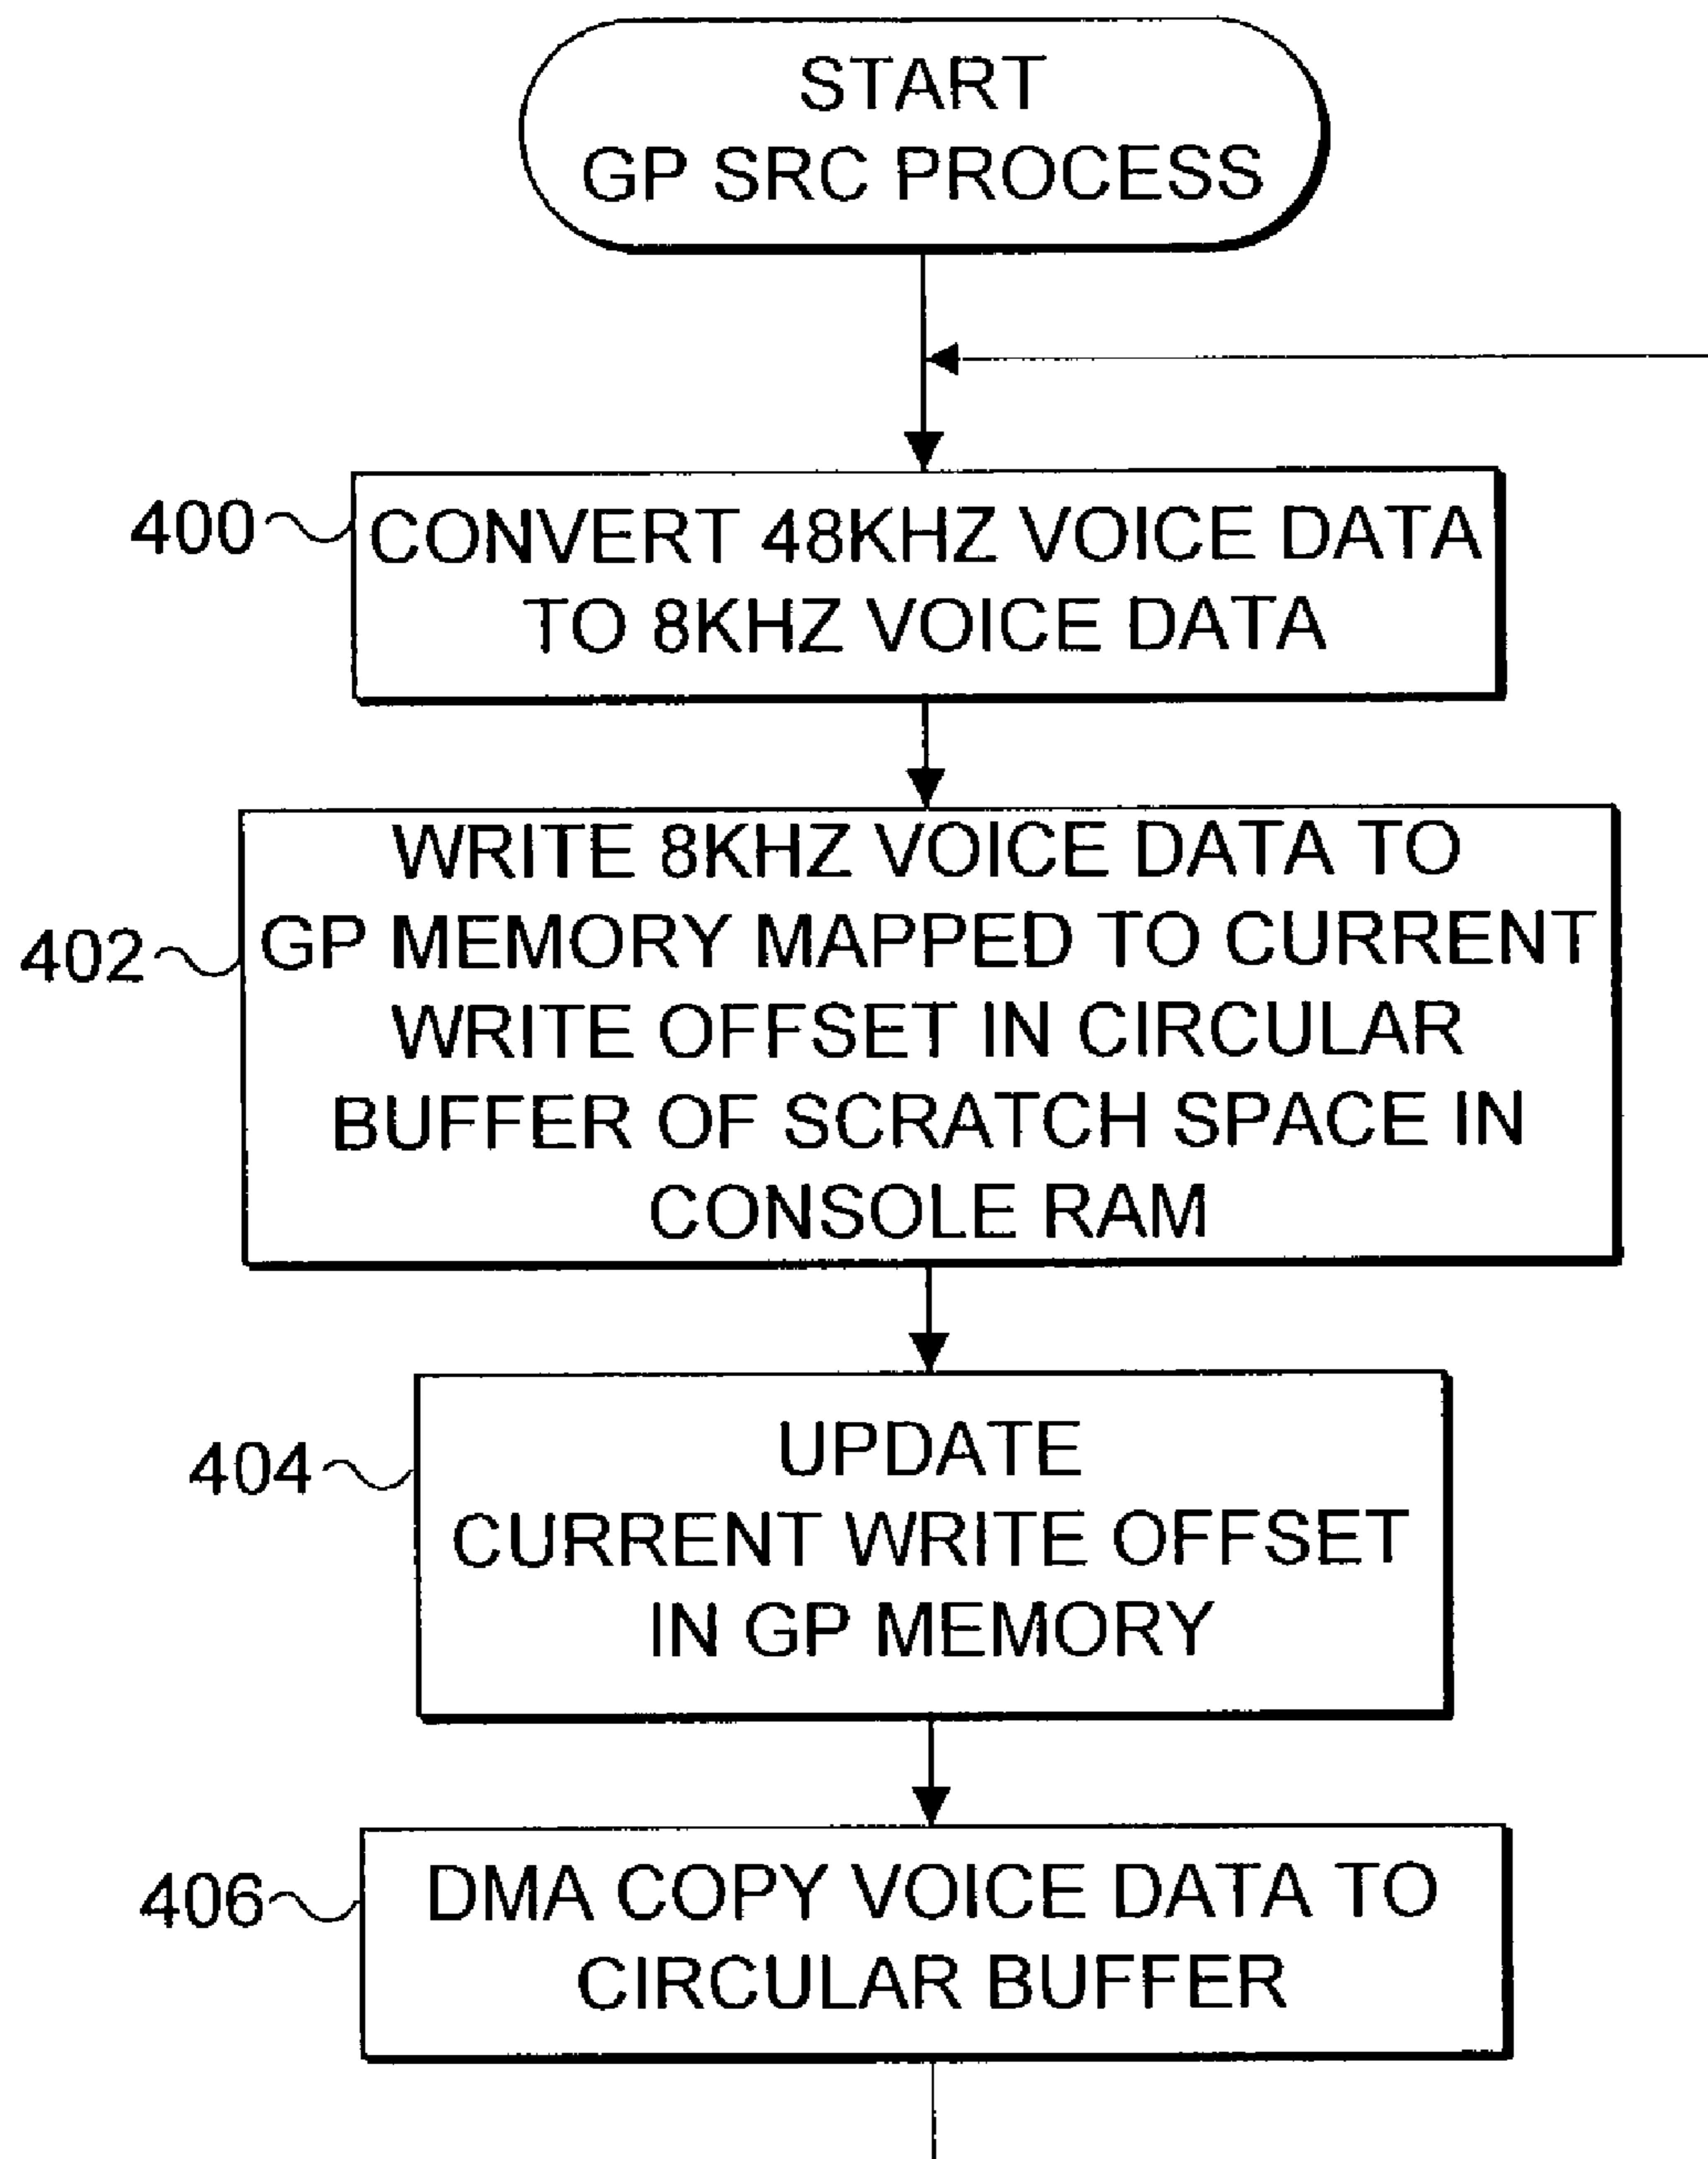 START
GP SRC PROCESS
400
CONVERT 48KHZ VOICE DATA
TO 8KHZ VOICE DATA
402
WRITE 8KHZ VOICE DATA TO
GP MEMORY MAPPED TO CURRENT
WRITE OFFSET IN CIRCULAR
BUFFER OF SCRATCH SPACE IN
CONSOLE RAM
404
UPDATE
CURRENT WRITE OFFSET
IN GP MEMORY
406
DMA COPY VOICE DATA TO
CIRCULAR BUFFER